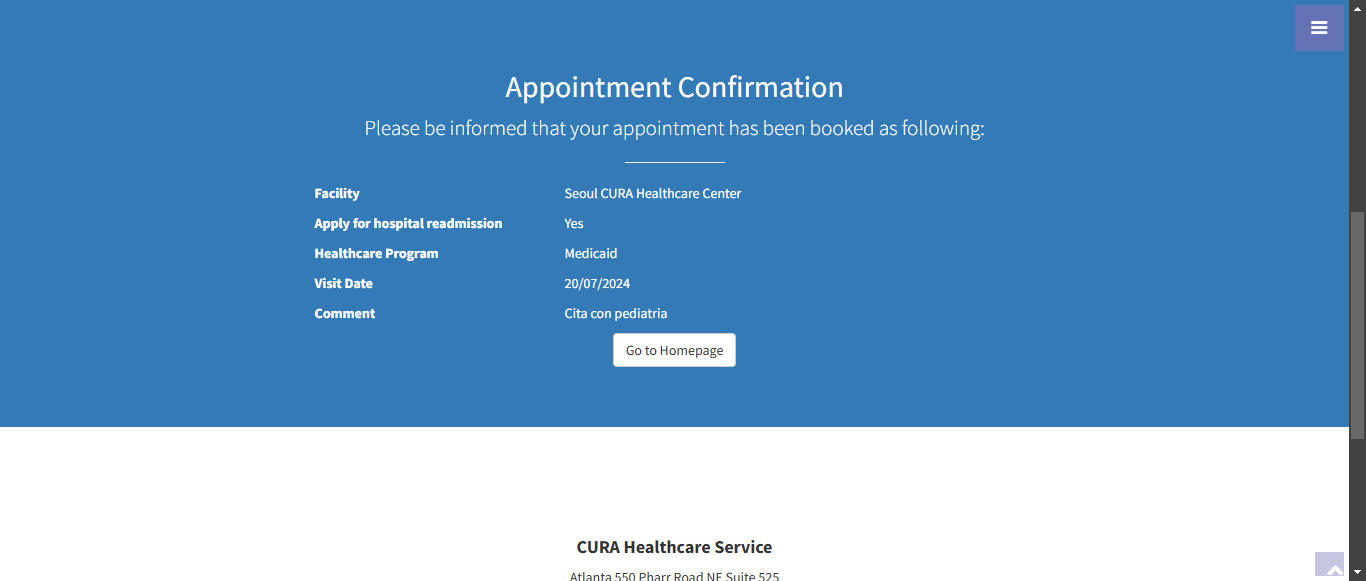 Appointment Confirmation
Please be informed that your appointment has been booked as following:
Facility Seoul CURA Healthcare Center
Apply for hospital readmission Yes
Healthcare Program Medicaid
Visit Date 20/07/2024
Comment Cita con pediatria
Go to Homepage
CURA Healthcare Service
Atlanta 550 Pharr Road NE Suite 525